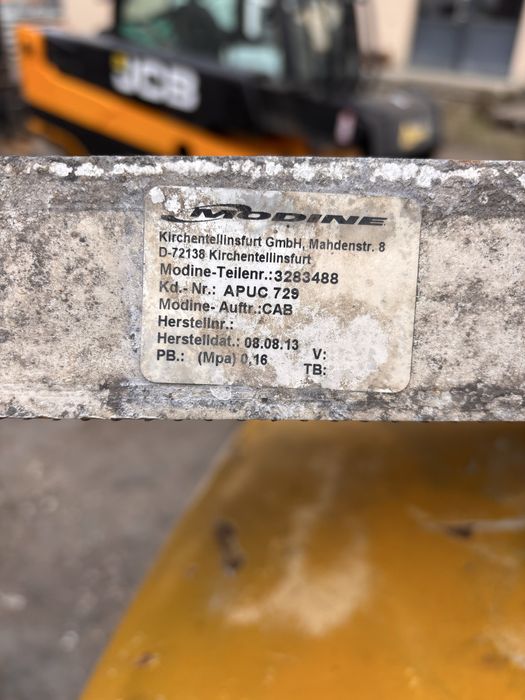 JCB
MODINE
Kirchentellinsfurt GmbH, Mahdenstr. 8
D-72138 Kirchentellinsfurt
Modine-Teilenr.:3283488
Kd.- Nr.: APUC 729
Modine- Auftr.:CAB
Herstellnr.:
Herstelldat.: 08.08.13
PB.: (Mpa) 0,16 V:
TB: